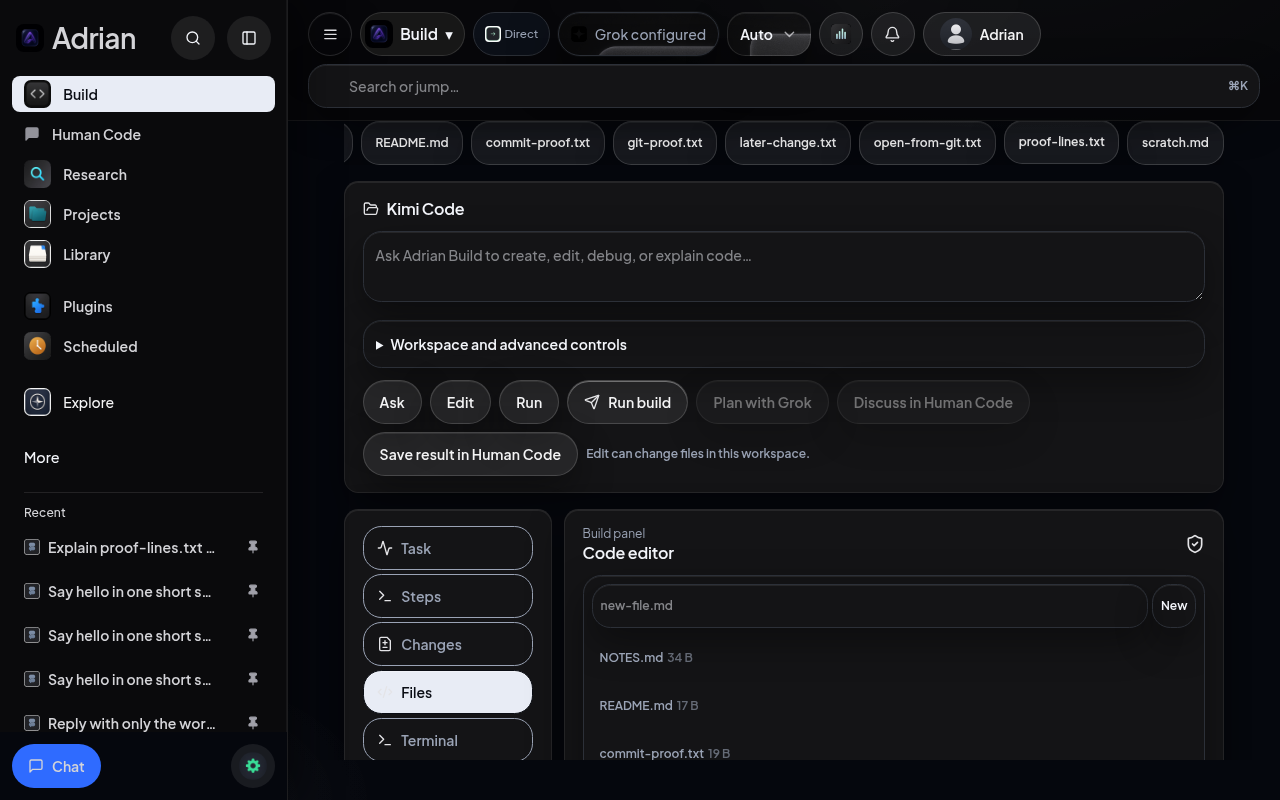 Adrian
Build
Human Code
Research
Projects
Library
Plugins
Scheduled
Explore
More
Recent
Explain proof-lines.txt …
Say hello in one short s…
Say hello in one short s…
Say hello in one short s…
Reply with only the wor…
Chat
Build ▾
Direct
Grok configured
Auto
Adrian
Search or jump…
⌘K
README.md
commit-proof.txt
git-proof.txt
later-change.txt
open-from-git.txt
proof-lines.txt
scratch.md
Kimi Code
Ask Adrian Build to create, edit, debug, or explain code…
▶ Workspace and advanced controls
Ask
Edit
Run
Run build
Plan with Grok
Discuss in Human Code
Save result in Human Code
Edit can change files in this workspace.
Task
Steps
Changes
Files
Terminal
Build panel
Code editor
new-file.md
New
NOTES.md 34 B
README.md 17 B
commit-proof.txt 19 B